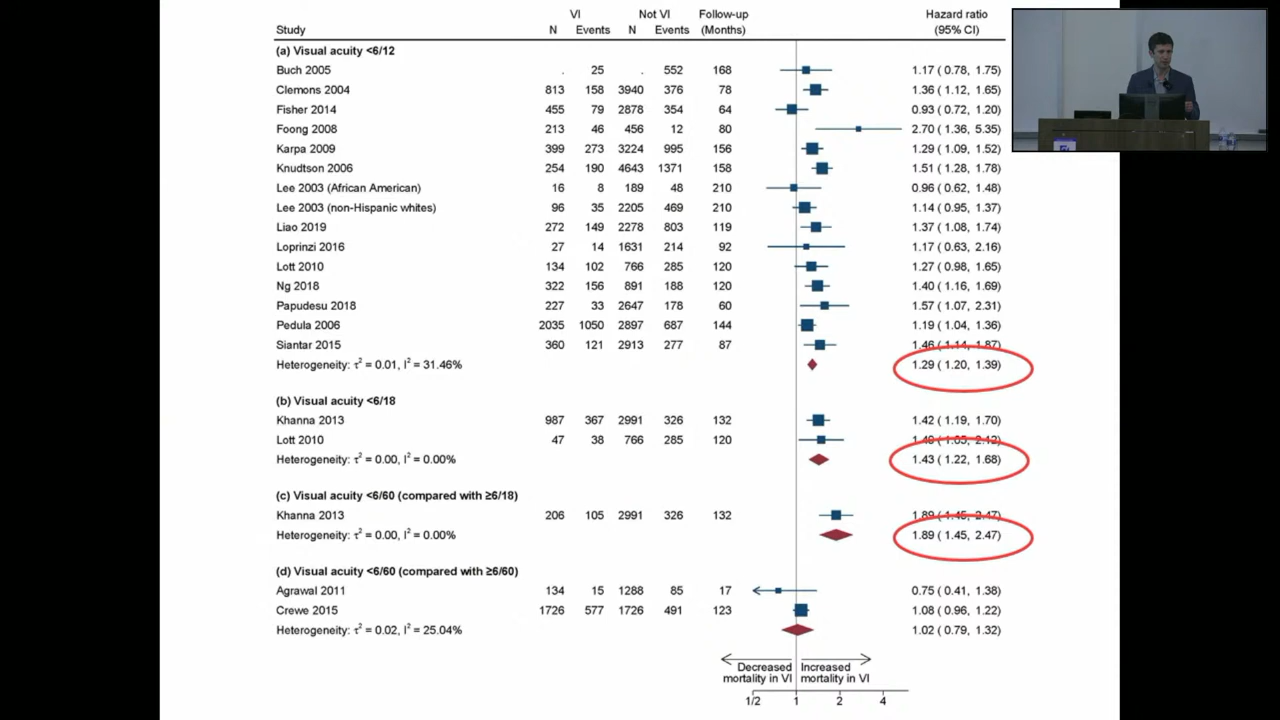 VI Not VI Follow-up Hazard ratio
Study N Events N Events (Months) (95% CI)
(a) Visual acuity <6/12
Buch 2005 . 25 . 552 168 1.17 ( 0.78, 1.75)
Clemons 2004 813 158 3940 376 78 1.36 ( 1.12, 1.65)
Fisher 2014 455 79 2878 354 64 0.93 ( 0.72, 1.20)
Foong 2008 213 46 456 12 80 2.70 ( 1.36, 5.35)
Karpa 2009 399 273 3224 995 156 1.29 ( 1.09, 1.52)
Knudtson 2006 254 190 4643 1371 158 1.51 ( 1.28, 1.78)
Lee 2003 (African American) 16 8 189 48 210 0.96 ( 0.62, 1.48)
Lee 2003 (non-Hispanic whites) 96 35 2205 469 210 1.14 ( 0.95, 1.37)
Liao 2019 272 149 2278 803 119 1.37 ( 1.08, 1.74)
Loprinzi 2016 27 14 1631 214 92 1.17 ( 0.63, 2.16)
Lott 2010 134 102 766 285 120 1.27 ( 0.98, 1.65)
Ng 2018 322 156 891 188 120 1.40 ( 1.16, 1.69)
Papudesu 2018 227 33 2647 178 60 1.57 ( 1.07, 2.31)
Pedula 2006 2035 1050 2897 687 144 1.19 ( 1.04, 1.36)
Siantar 2015 360 121 2913 277 87 1.46 ( 1.14, 1.87)
Heterogeneity: τ² = 0.01, I² = 31.46% 1.29 ( 1.20, 1.39)
(b) Visual acuity <6/18
Khanna 2013 987 367 2991 326 132 1.42 ( 1.19, 1.70)
Lott 2010 47 38 766 285 120 1.49 ( 1.05, 2.12)
Heterogeneity: τ² = 0.00, I² = 0.00% 1.43 ( 1.22, 1.68)
(c) Visual acuity <6/60 (compared with ≥6/18)
Khanna 2013 206 105 2991 326 132 1.89 ( 1.45, 2.47)
Heterogeneity: τ² = 0.00, I² = 0.00% 1.89 ( 1.45, 2.47)
(d) Visual acuity <6/60 (compared with ≥6/60)
Agrawal 2011 134 15 1288 85 17 0.75 ( 0.41, 1.38)
Crewe 2015 1726 577 1726 491 123 1.08 ( 0.96, 1.22)
Heterogeneity: τ² = 0.02, I² = 25.04% 1.02 ( 0.79, 1.32)
Decreased Increased
mortality in VI mortality in VI
1/2 1 2 4